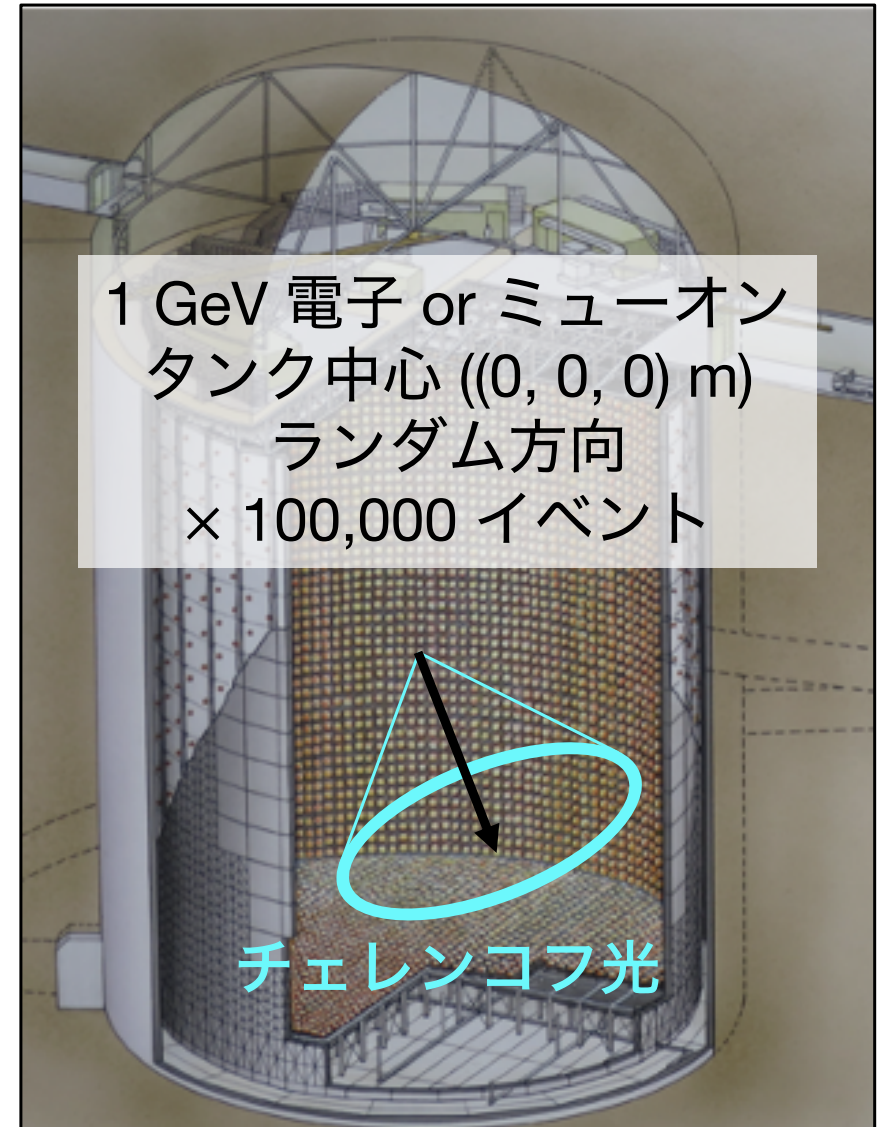 1 GeV 電子 or ミューオン
タンク中心 ((0, 0, 0) m)
ランダム方向
× 100,000 イベント
チェレンコフ光